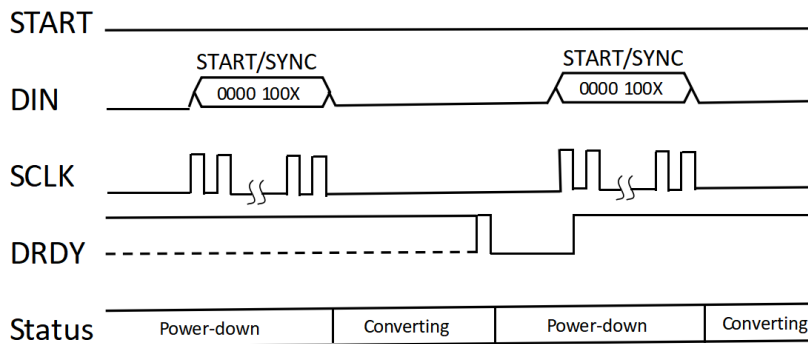 START
START/SYNC START/SYNC
DIN 0000 100X 0000 100X
SCLK
DRDY
Status Power-down Converting Power-down Converting